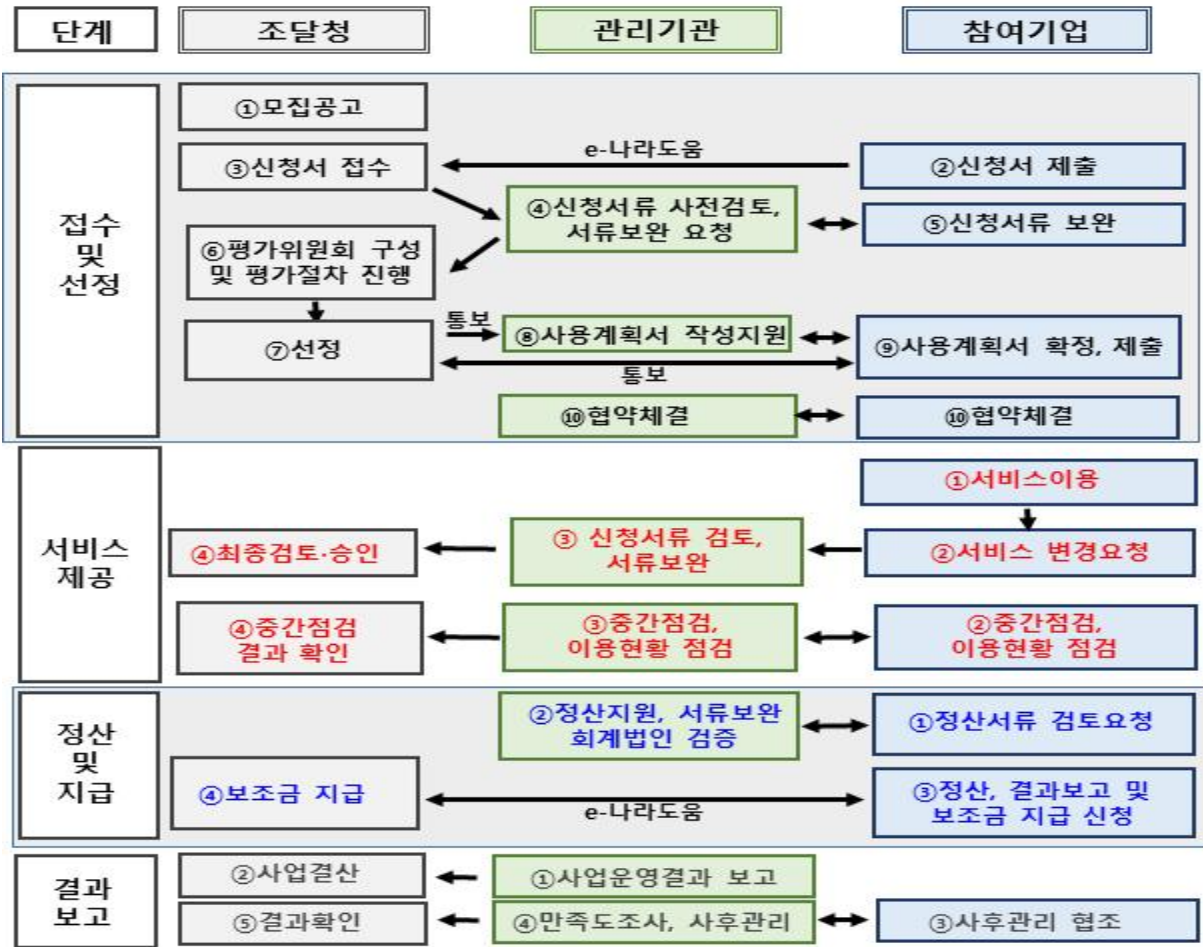 단계
조달청
관리기관
참여기업
접수
및
선정
①모집공고
③신청서 접수
e-나라도움
②신청서 제출
④신청서류 사전검토,
서류보완 요청
⑤신청서류 보완
⑥평가위원회 구성
및 평가절차 진행
⑦선정
통보
⑧사용계획서 작성지원
⑨사용계획서 확정, 제출
통보
⑩협약체결
⑩협약체결
서비스
제공
①서비스이용
④최종검토·승인
③ 신청서류 검토,
서류보완
②서비스 변경요청
④중간점검
결과 확인
③중간점검,
이용현황 점검
②중간점검,
이용현황 점검
정산
및
지급
②정산지원, 서류보완
회계법인 검증
①정산서류 검토요청
④보조금 지급
e-나라도움
③정산, 결과보고 및
보조금 지급 신청
결과
보고
②사업결산
①사업운영결과 보고
⑤결과확인
④만족도조사, 사후관리
③사후관리 협조